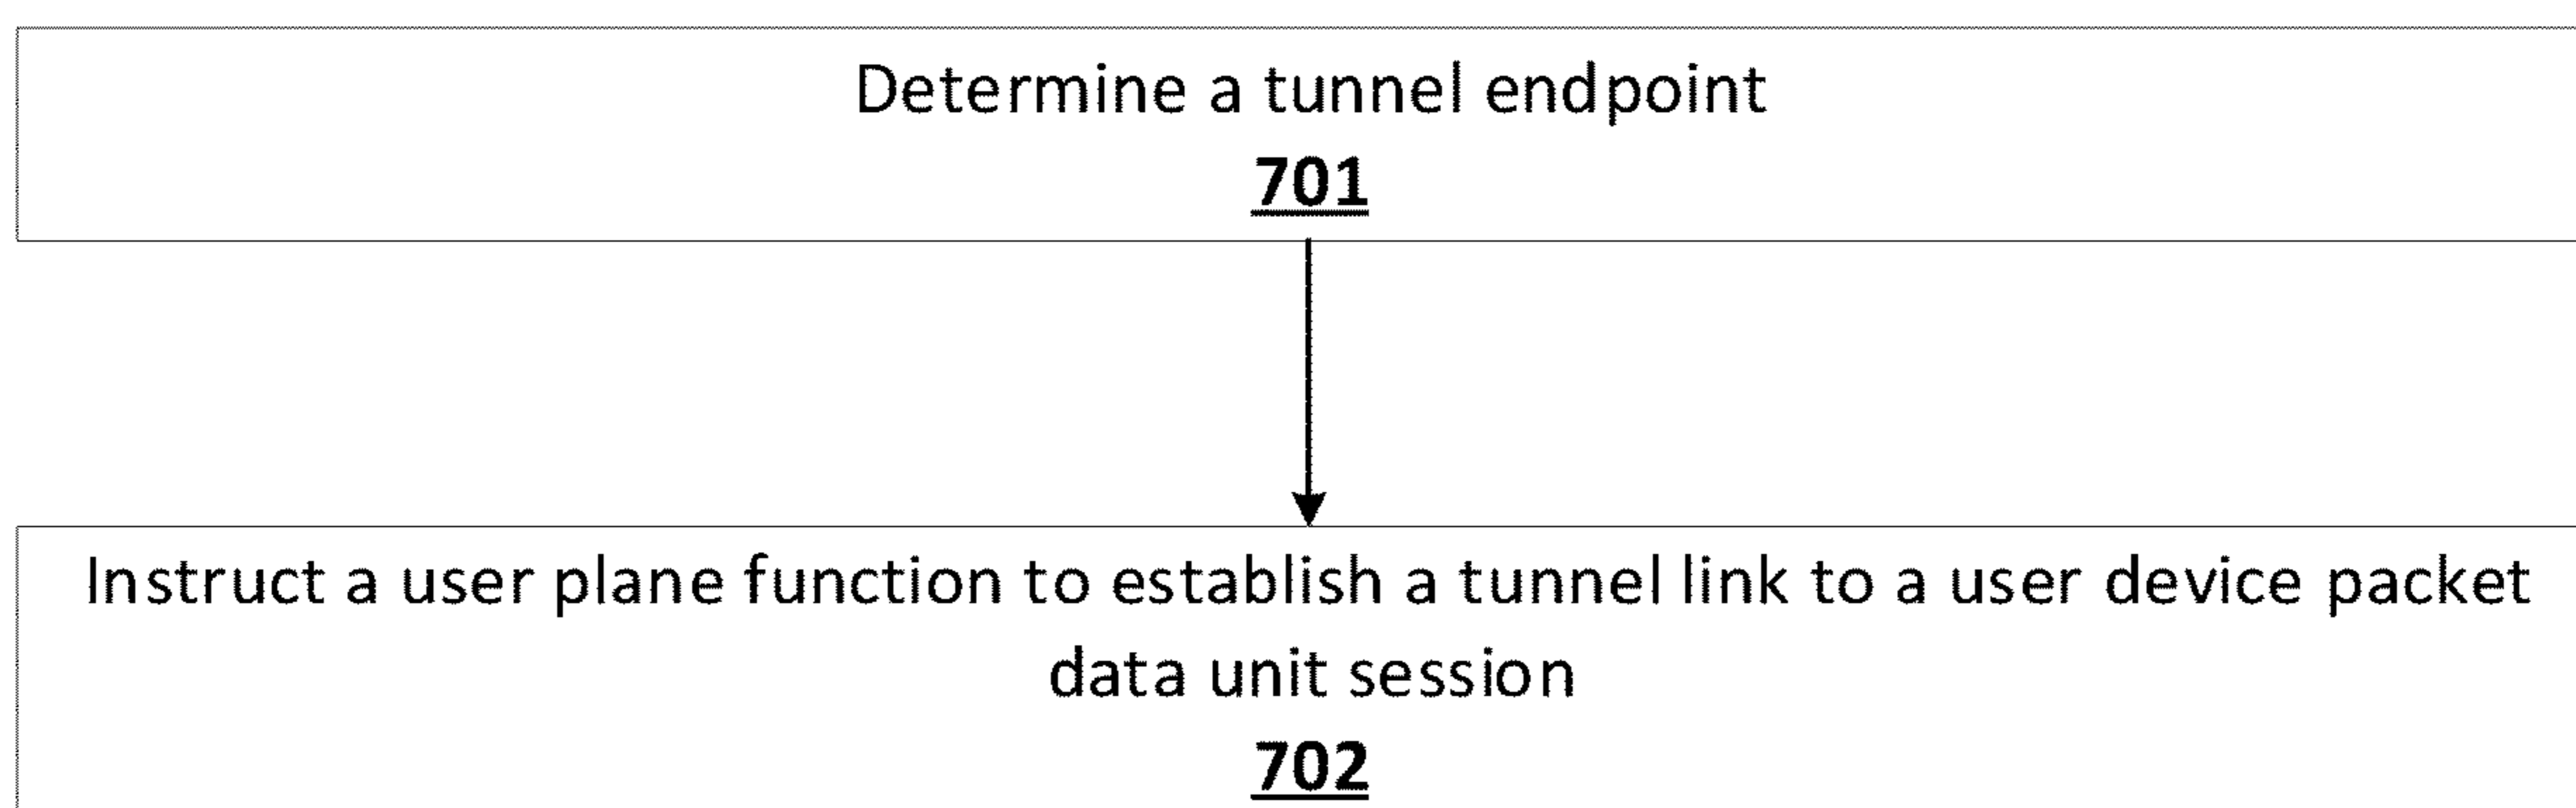 Determine a tunnel endpoint
701
Instruct a user plane function to establish a tunnel link to a user device packet
data unit session
702